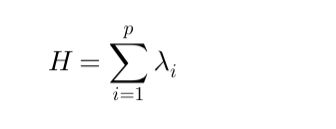 H = \sum_{i=1}^{p} \lambda_i